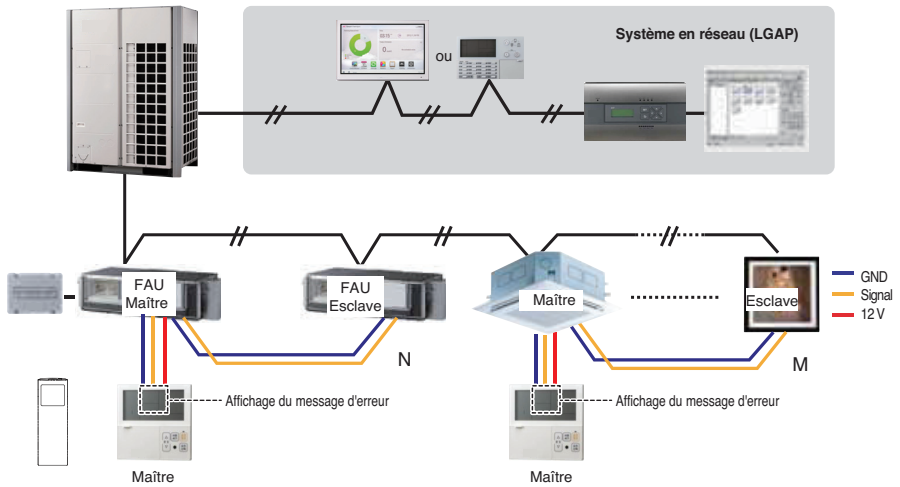 Système en réseau (LGAP)
ou
FAU
Maître
FAU
Esclave
Maître
Esclave
GND
Signal
12 V
N
M
Affichage du message d'erreur
Affichage du message d'erreur
Maître
Maître